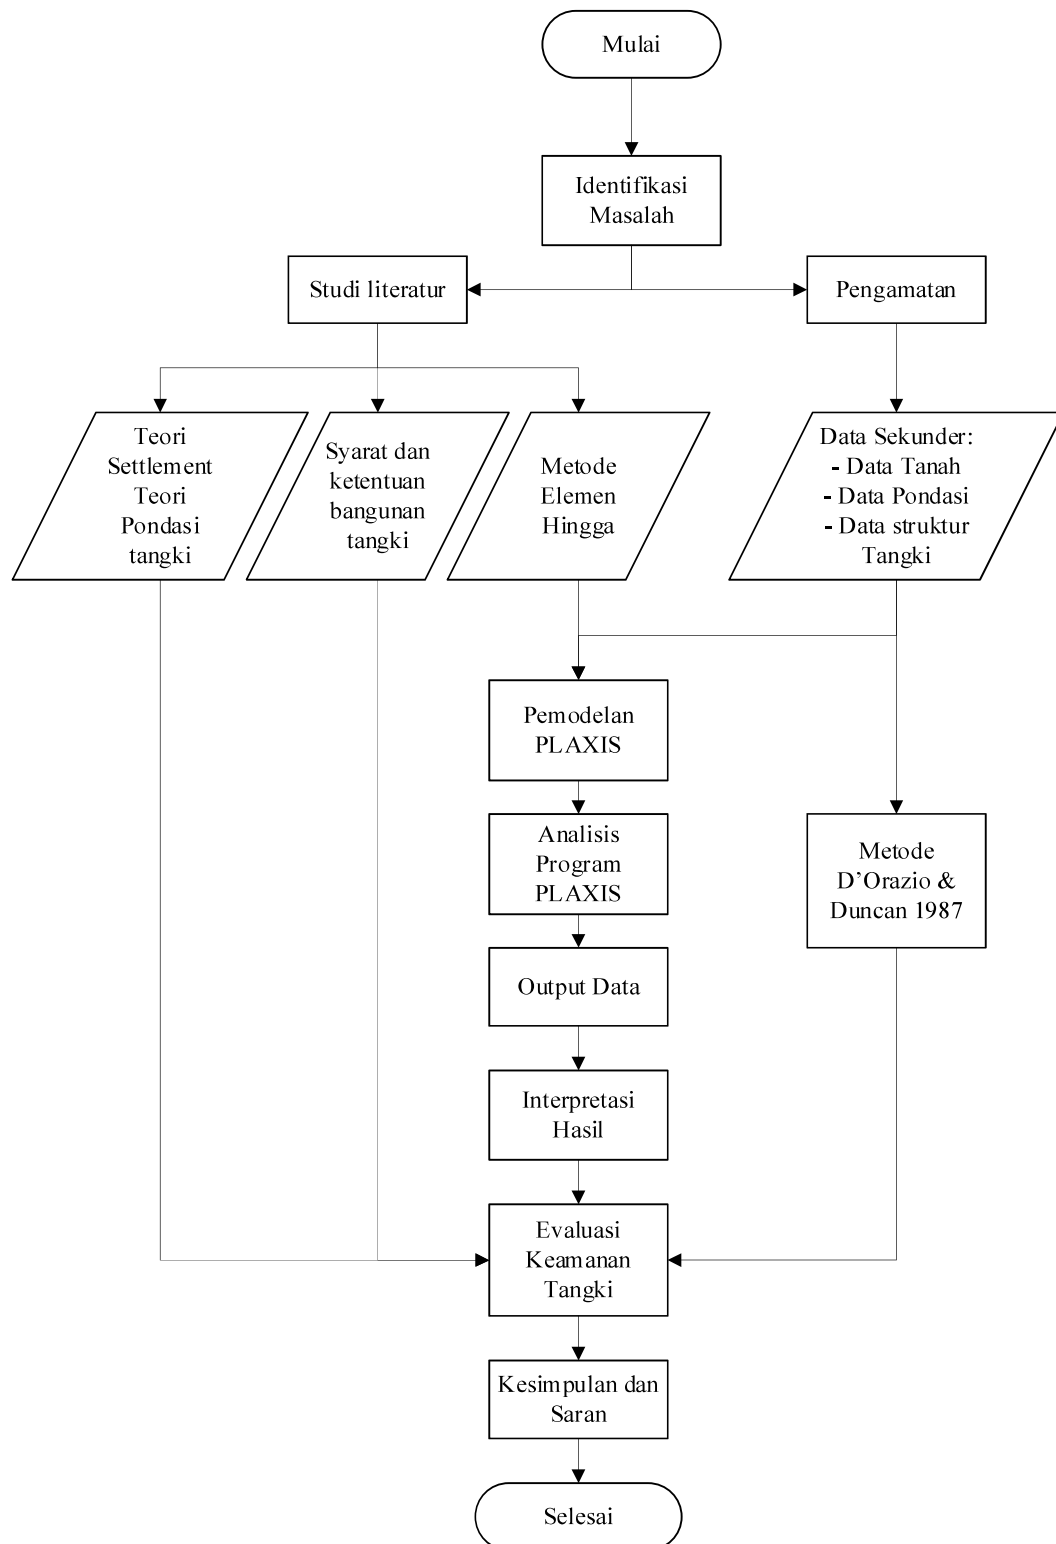 Mulai
Identifikasi
Masalah
Studi literatur
Pengamatan
Teori
Settlement
Teori
Pondasi
tangki
Syarat dan
ketentuan
bangunan
tangki
Metode
Elemen
Hingga
Data Sekunder:
- Data Tanah
- Data Pondasi
- Data struktur
Tangki
Pemodelan
PLAXIS
Analisis
Program
PLAXIS
Metode
D’Orazio &
Duncan 1987
Output Data
Interpretasi
Hasil
Evaluasi
Keamanan
Tangki
Kesimpulan dan
Saran
Selesai